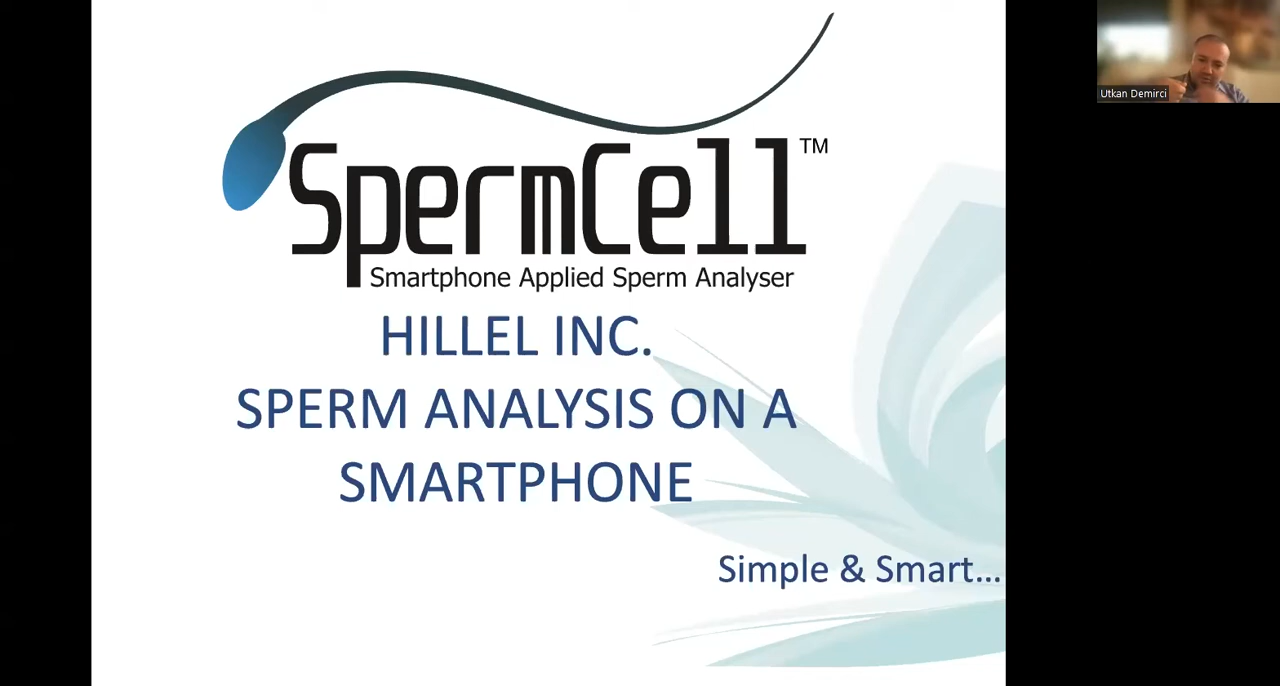 SpermCell™
Smartphone Applied Sperm Analyser
HILLEL INC.
SPERM ANALYSIS ON A
SMARTPHONE
Simple & Smart...
Utkan Demirci